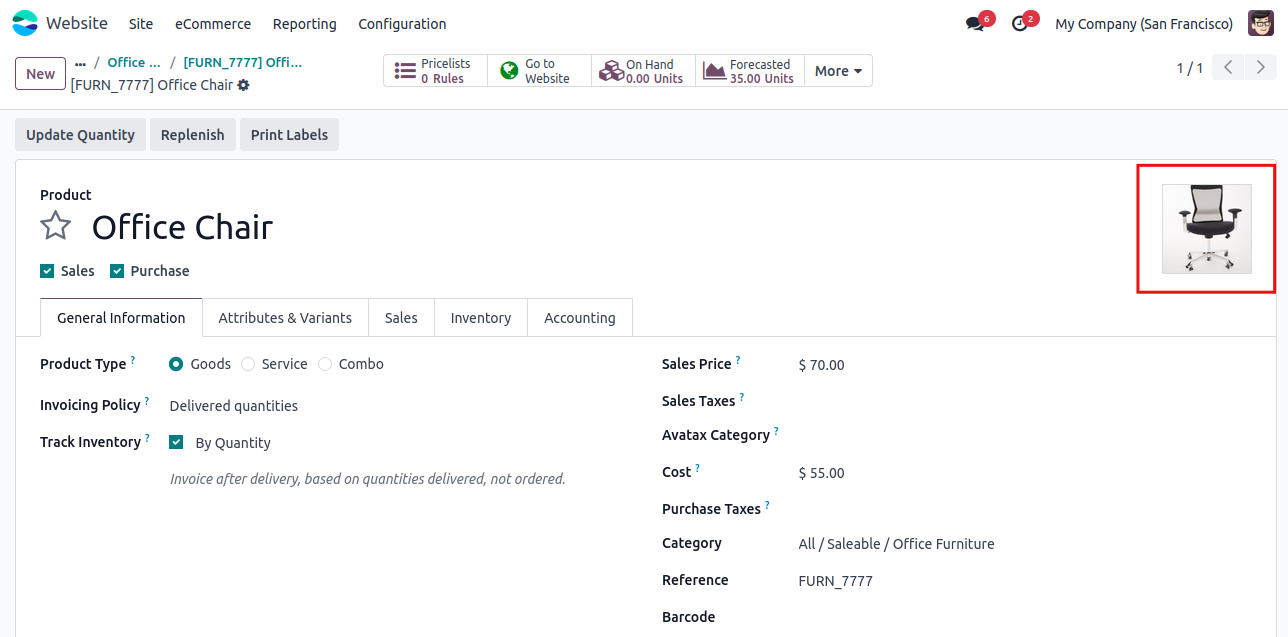 Website Site eCommerce Reporting Configuration 6 2 My Company (San Francisco)
New ... / Office ... / [FURN_7777] Offi...
[FURN_7777] Office Chair
Pricelists
0 Rules
Go to
Website
On Hand
0.00 Units
Forecasted
35.00 Units
More
1 / 1
Update Quantity Replenish Print Labels
Product
Office Chair
Sales Purchase
General Information Attributes & Variants Sales Inventory Accounting
Product Type ? Goods Service Combo
Invoicing Policy ? Delivered quantities
Track Inventory ? By Quantity
Invoice after delivery, based on quantities delivered, not ordered.
Sales Price ? $ 70.00
Sales Taxes ?
Avatax Category ?
Cost ? $ 55.00
Purchase Taxes ?
Category All / Saleable / Office Furniture
Reference FURN_7777
Barcode